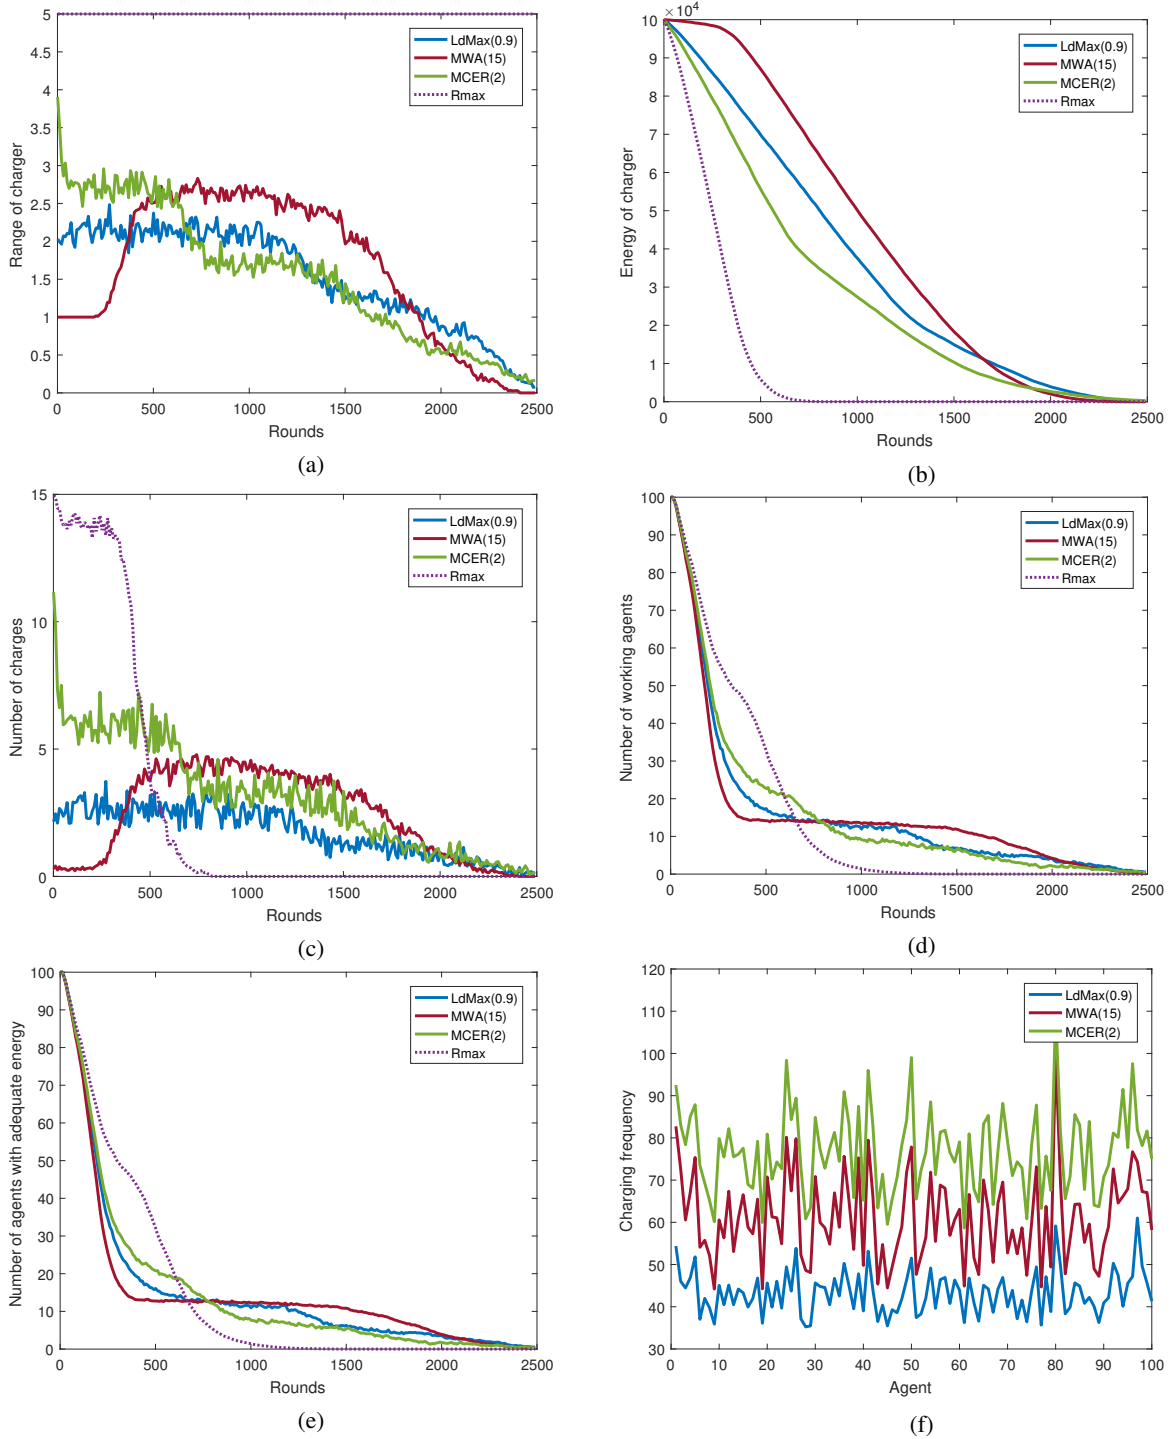 5
4.5
4
3.5
3
2.5
2
1.5
1
0.5
0
Range of charger
LdMax(0.9)
MWA(15)
MCER(2)
Rmax
0 500 1000 1500 2000 2500
Rounds
(a)
×10⁴
10
9
8
7
6
5
4
3
2
1
0
Energy of charger
LdMax(0.9)
MWA(15)
MCER(2)
Rmax
0 500 1000 1500 2000 2500
Rounds
(b)
15
10
5
0
Number of charges
LdMax(0.9)
MWA(15)
MCER(2)
Rmax
0 500 1000 1500 2000 2500
Rounds
(c)
100
90
80
70
60
50
40
30
20
10
0
Number of working agents
LdMax(0.9)
MWA(15)
MCER(2)
Rmax
0 500 1000 1500 2000 2500
Rounds
(d)
100
90
80
70
60
50
40
30
20
10
0
Number of agents with adequate energy
LdMax(0.9)
MWA(15)
MCER(2)
Rmax
0 500 1000 1500 2000 2500
Rounds
(e)
120
110
100
90
80
70
60
50
40
30
Charging frequency
LdMax(0.9)
MWA(15)
MCER(2)
0 10 20 30 40 50 60 70 80 90 100
Agent
(f)